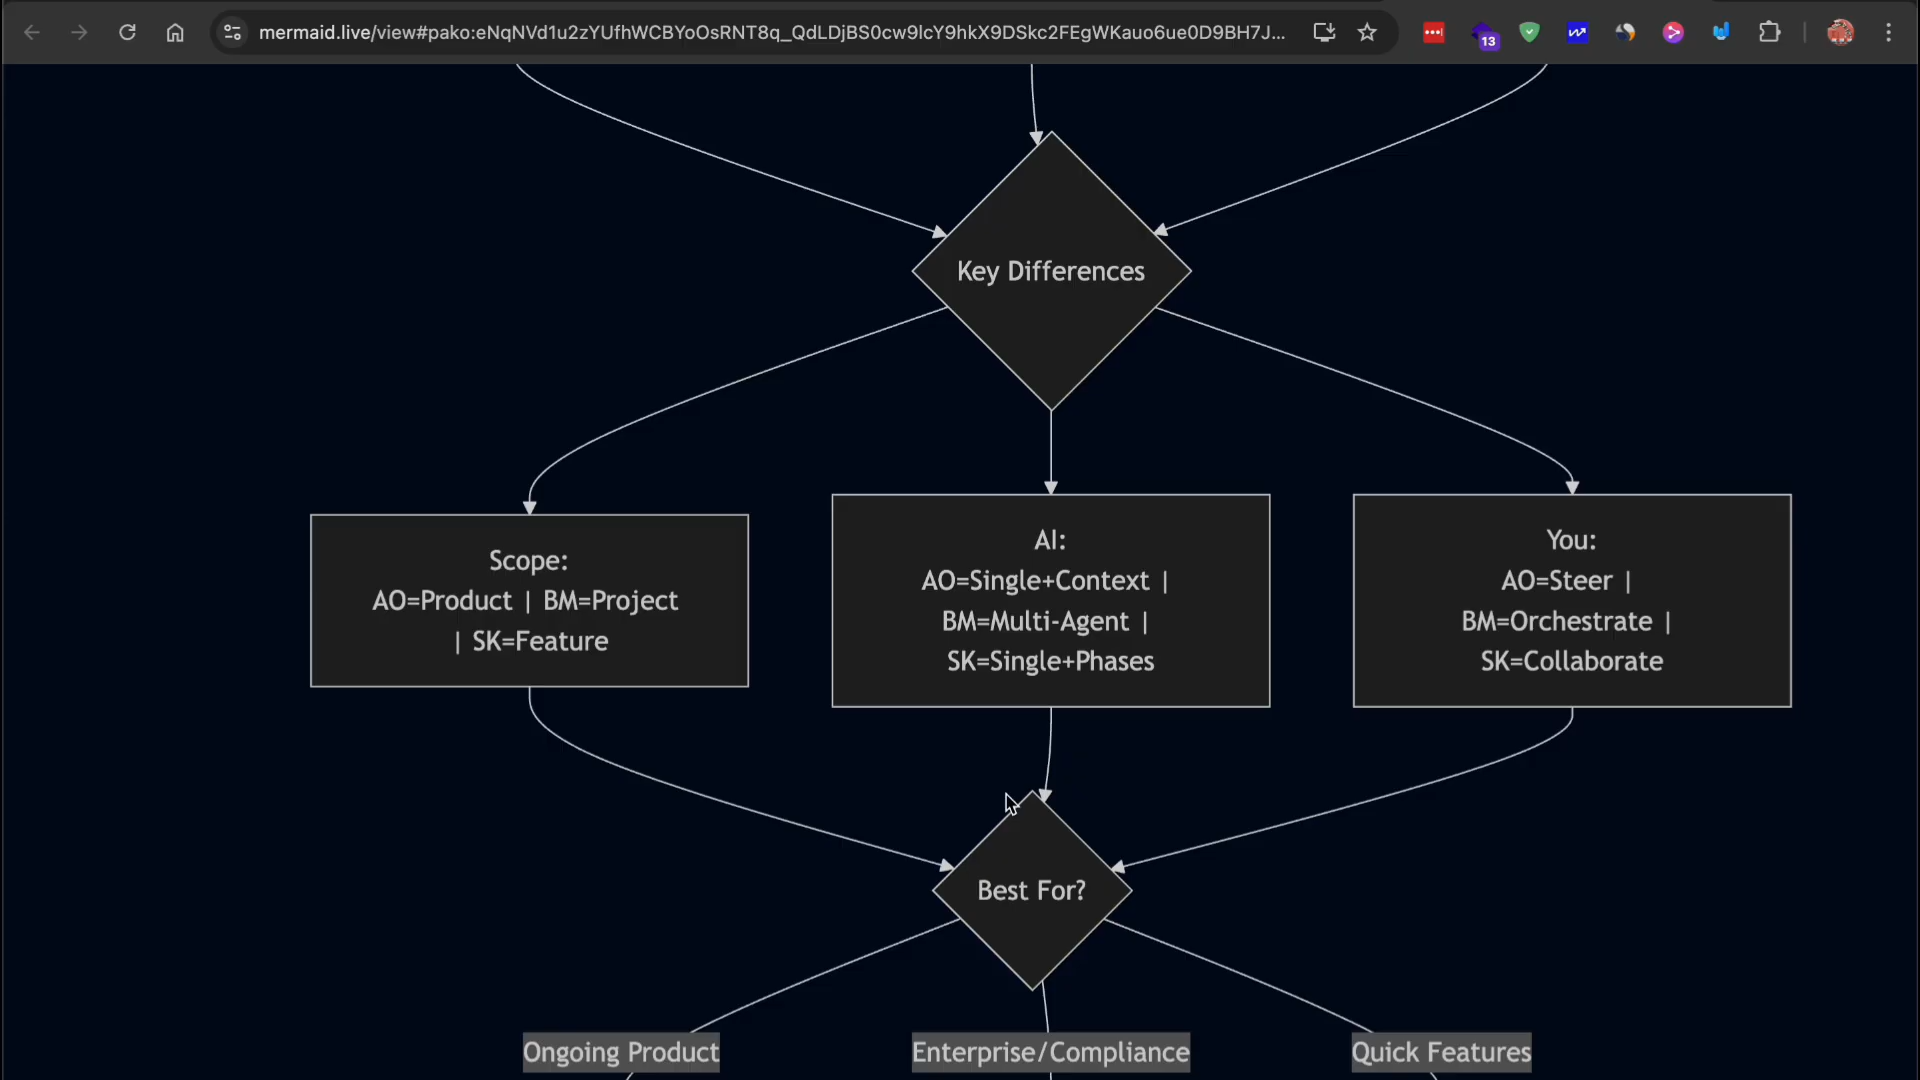 mermaid.live/view#pako:eNqNVd1u2zYUfhWCBYoOsRNT8q_QdLDjBS0cw9lcY9hkX9DSkc2FEgWKauo6ue0D9BH7J...
13
Key Differences
Scope:
AO=Product | BM=Project
| SK=Feature
AI:
AO=Single+Context |
BM=Multi-Agent |
SK=Single+Phases
You:
AO=Steer |
BM=Orchestrate |
SK=Collaborate
Best For?
Ongoing Product
Enterprise/Compliance
Quick Features